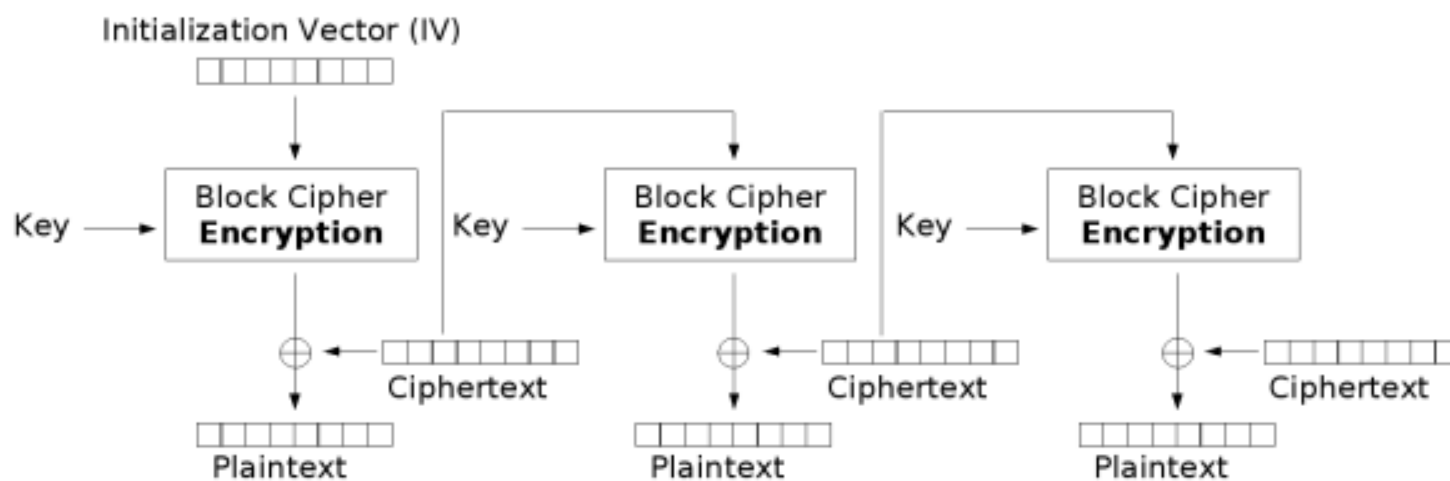 Initialization Vector (IV)
Block Cipher
Encryption
Key
Block Cipher
Encryption
Key
Block Cipher
Encryption
Key
Ciphertext
Ciphertext
Ciphertext
Plaintext
Plaintext
Plaintext